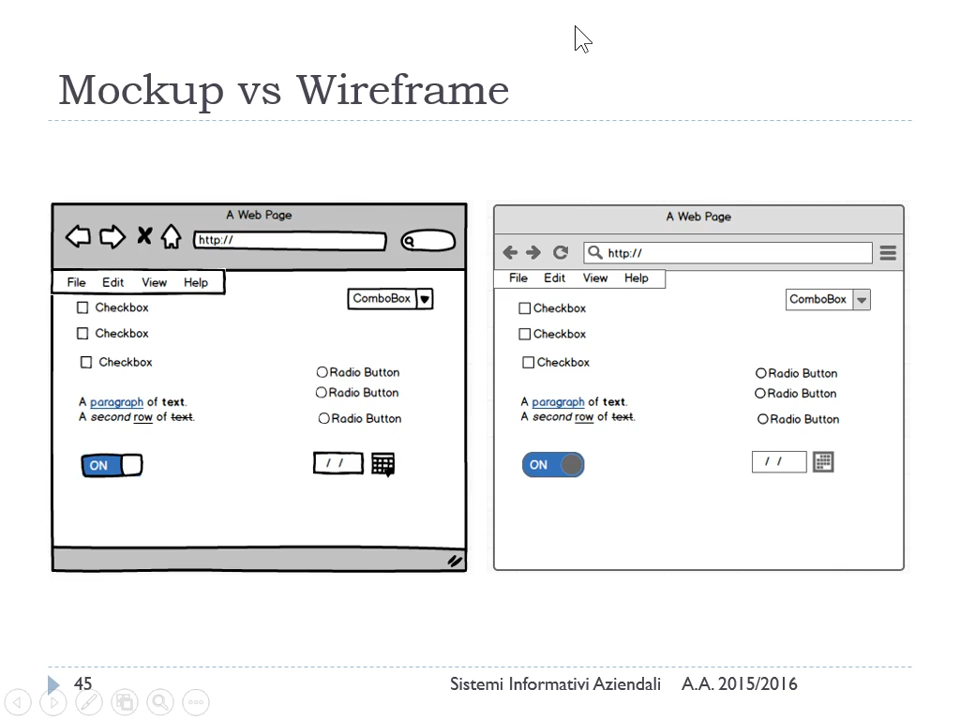 Mockup vs Wireframe
A Web Page
http://
File Edit View Help
Checkbox
ComboBox
Checkbox
Checkbox
Radio Button
Radio Button
Radio Button
A paragraph of text.
A second row of text.
ON
/ /
A Web Page
http://
File Edit View Help
Checkbox
ComboBox
Checkbox
Checkbox
Radio Button
Radio Button
Radio Button
A paragraph of text.
A second row of text.
ON
/ /
45
Sistemi Informativi Aziendali A.A. 2015/2016